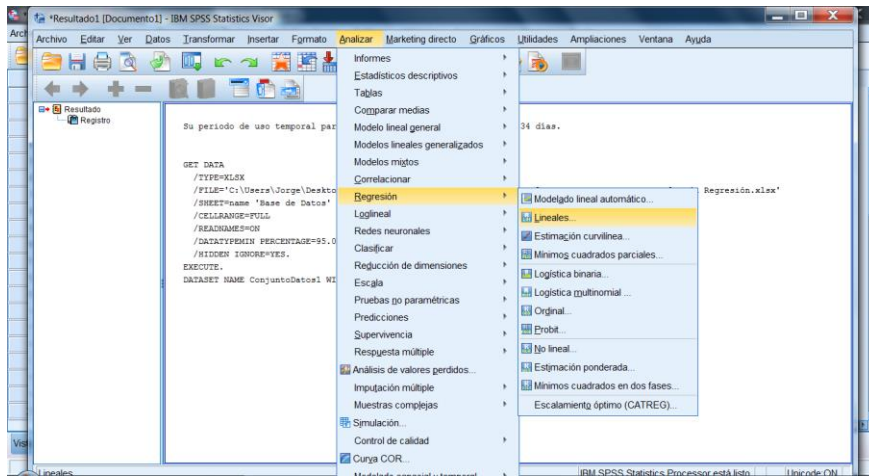 *Resultado1 [Documento1] - IBM SPSS Statistics Visor
Archivo Editar Ver Datos Transformar Insertar Formato Analizar Marketing directo Gráficos Utilidades Ampliaciones Ventana Ayuda
Resultado
Registro
Su periodo de uso temporal par
34 días.
GET DATA
/TYPE=XLSX
/FILE='C:\Users\Jorge\Deskto
Regresión.xlsx'
/SHEET=name 'Base de Datos'
/CELLRANGE=FULL
/READNAMES=ON
/DATATYPEMIN PERCENTAGE=95.0
/HIDDEN IGNORE=YES.
EXECUTE.
DATASET NAME ConjuntoDatos1 WI
Informes
Estadísticos descriptivos
Tablas
Comparar medias
Modelo lineal general
Modelos lineales generalizados
Modelos mixtos
Correlacionar
Regresión
Loglineal
Redes neuronales
Clasificar
Reducción de dimensiones
Escala
Pruebas no paramétricas
Predicciones
Supervivencia
Respuesta múltiple
Análisis de valores perdidos...
Imputación múltiple
Muestras complejas
Simulación...
Control de calidad
Curva COR...
Modelado lineal automático...
Lineales...
Estimación curvilínea...
Mínimos cuadrados parciales...
Logística binaria...
Logística multinomial ...
Ordinal...
Probit...
No lineal...
Estimación ponderada...
Mínimos cuadrados en dos fases...
Escalamiento óptimo (CATREG)...
Lineales...
IBM SPSS Statistics Processor está listo
Unicode:ON